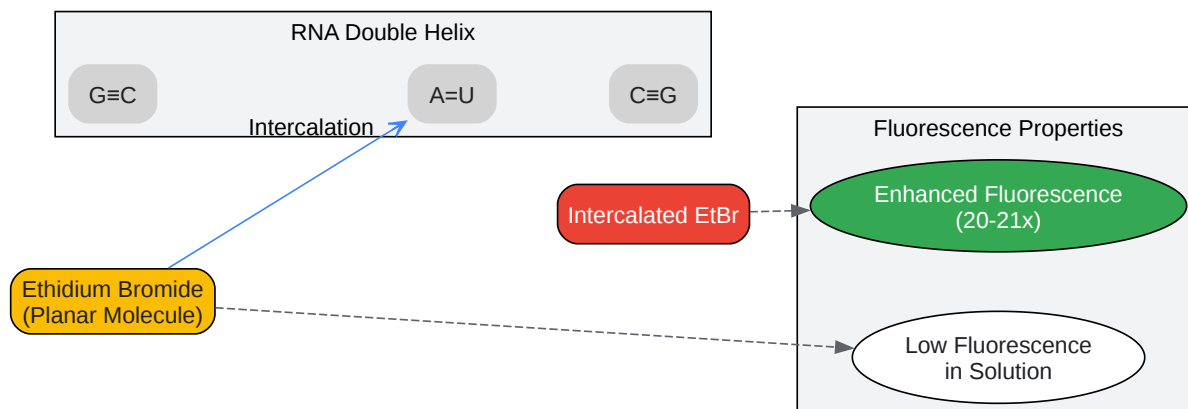 RNA Double Helix
G≡C
A=U
C≡G
Intercalation
Fluorescence Properties
Enhanced Fluorescence
(20-21x)
Intercalated EtBr
Ethidium Bromide
(Planar Molecule)
Low Fluorescence
in Solution